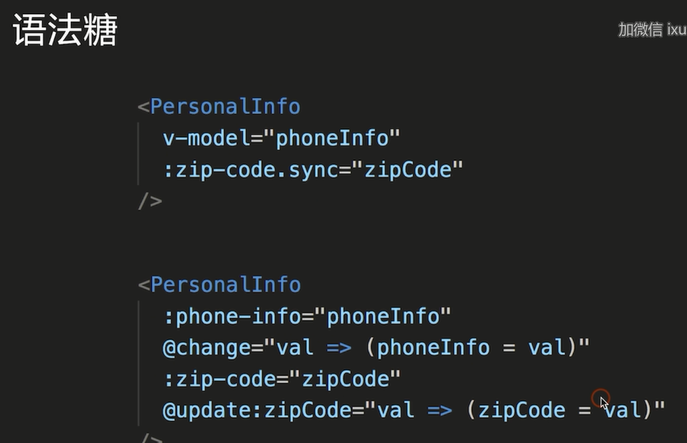 语法糖
加微信 ixu
<PersonalInfo
v-model="phoneInfo"
:zip-code.sync="zipCode"
/>
<PersonalInfo
:phone-info="phoneInfo"
@change="val => (phoneInfo = val)"
:zip-code="zipCode"
@update:zipCode="val => (zipCode = val)"
/>